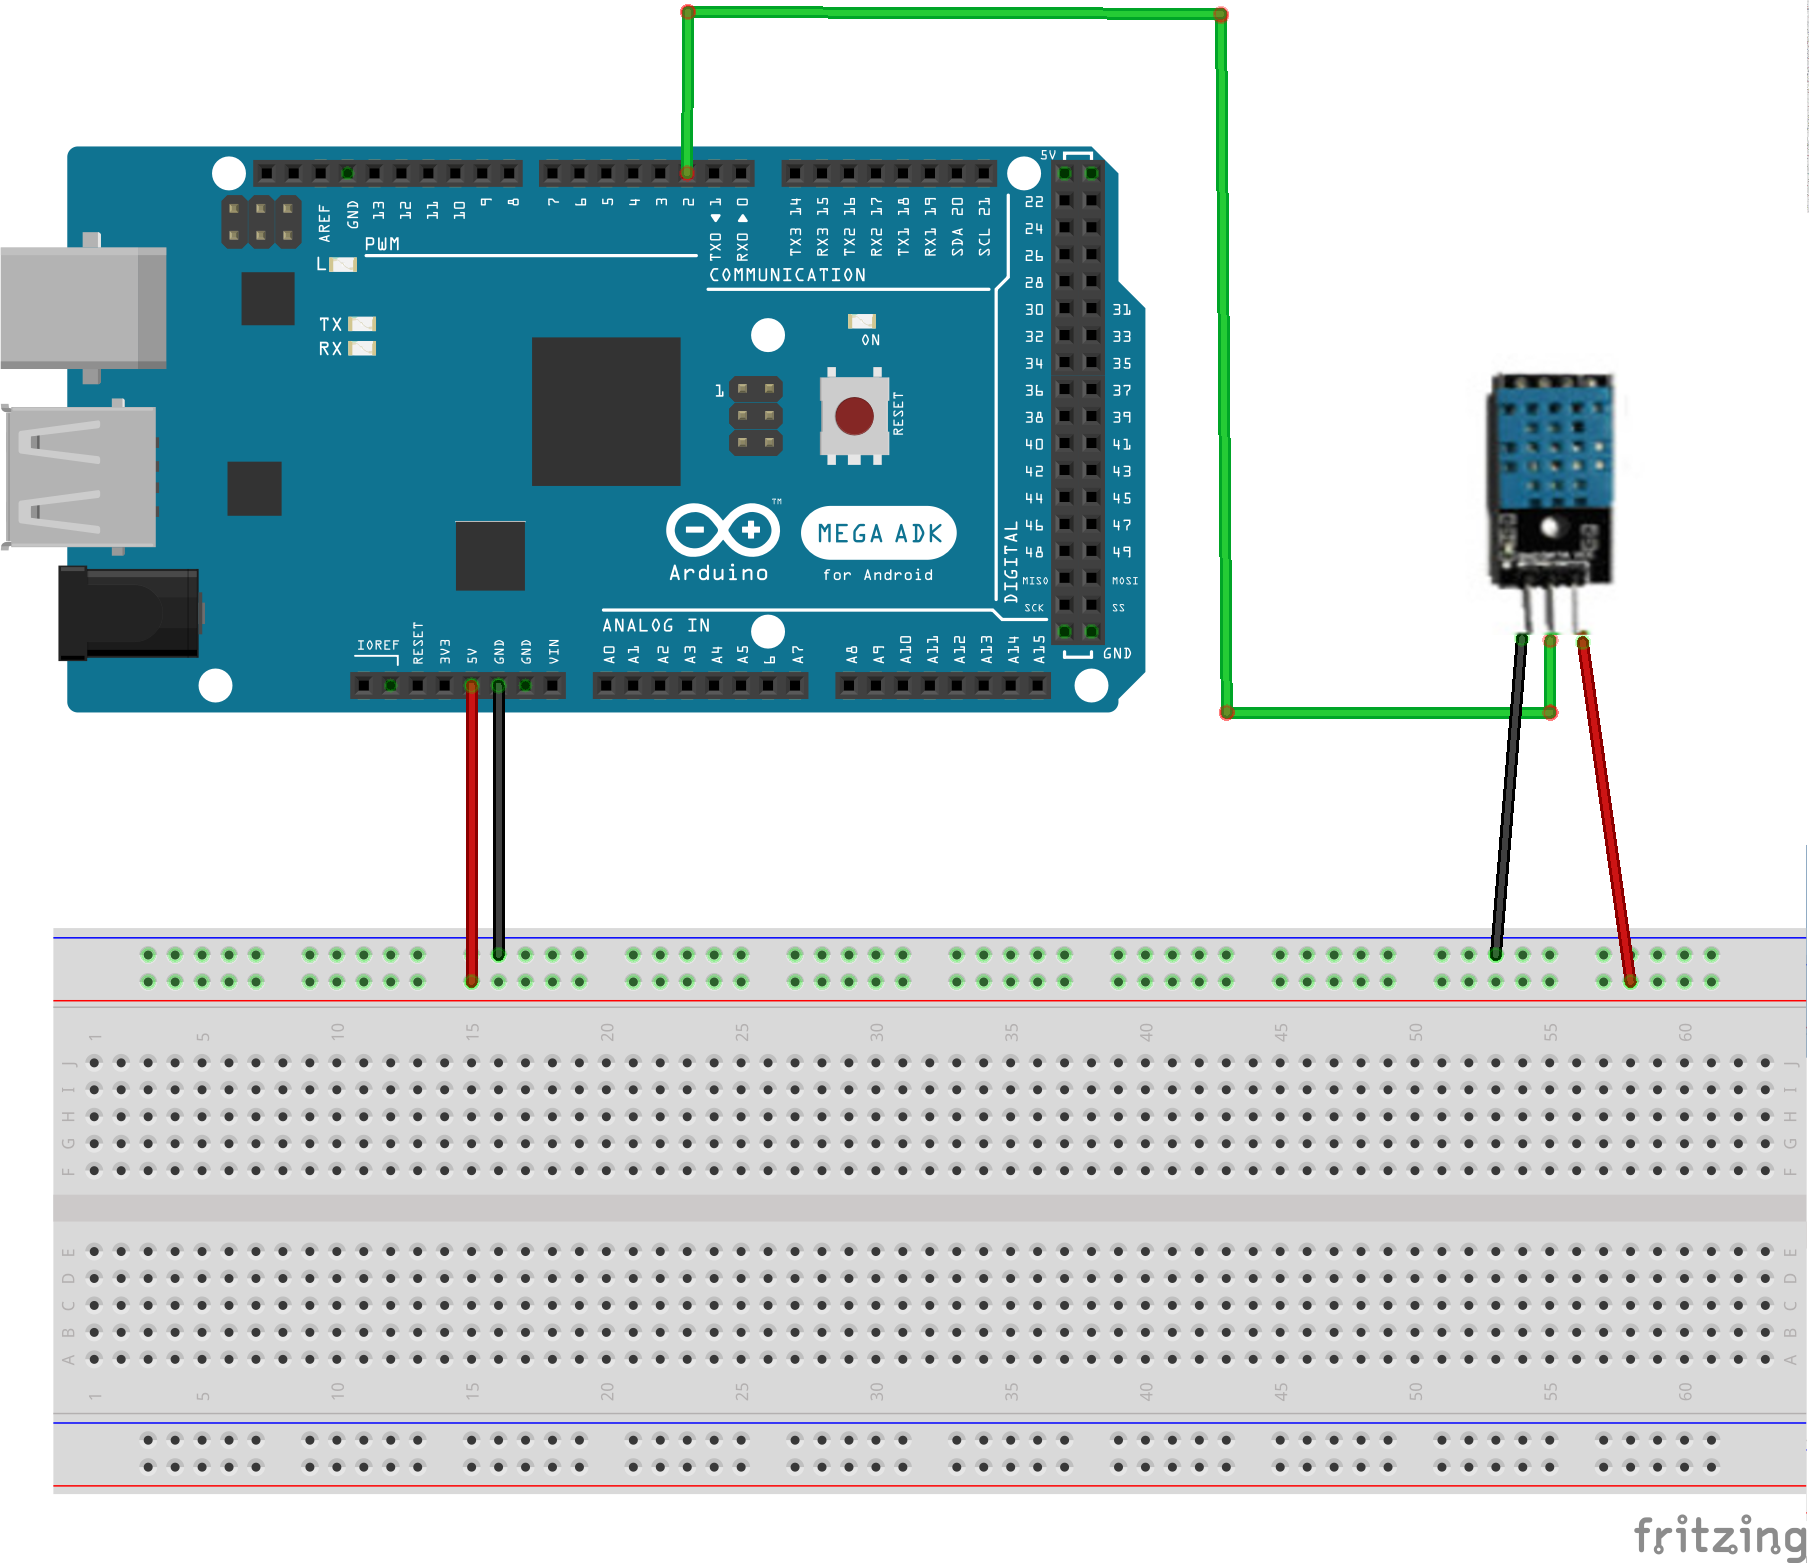 AREF
GND
13
12
11
10
9
8
7
6
5
4
3
2
TX0 ◀ 1
RX0 ▶ 0
TX3 14
RX3 15
TX2 16
RX2 17
TX1 18
RX1 19
SDA 20
SCL 21
5V
PWM
L
COMMUNICATION
TX
RX
ON
1
RESET
22
24
26
28
30 31
32 33
34 35
36 37
38 39
40 41
42 43
44 45
46 47
48 49
MISO MOSI
SCK SS
GND
DIGITAL
TM
Arduino
MEGA ADK
for Android
ANALOG IN
IOREF
RESET
3V3
5V
GND
GND
VIN
A0
A1
A2
A3
A4
A5
6
A7
A8
A9
A10
A11
A12
A13
A14
A15
1 5 10 15 20 25 30 35 40 45 50 55 60
J J
I I
H H
G G
F F
E E
D D
C C
B B
A A
1 5 10 15 20 25 30 35 40 45 50 55 60
fritzing